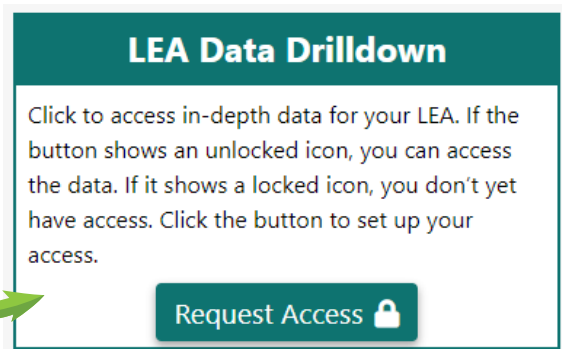 LEA Data Drilldown
Click to access in-depth data for your LEA. If the
button shows an unlocked icon, you can access
the data. If it shows a locked icon, you don't yet
have access. Click the button to set up your
access.
Request Access